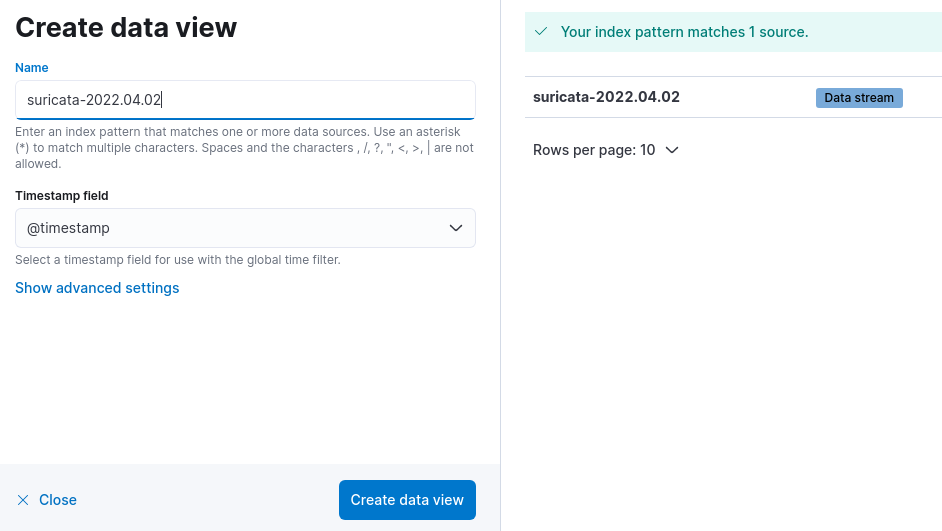 Create data view
Name
suricata-2022.04.02
Enter an index pattern that matches one or more data sources. Use an asterisk
(*) to match multiple characters. Spaces and the characters , /, ?, ", <, >, | are not
allowed.
Timestamp field
@timestamp
Select a timestamp field for use with the global time filter.
Show advanced settings
Close
Create data view
Your index pattern matches 1 source.
suricata-2022.04.02 Data stream
Rows per page: 10